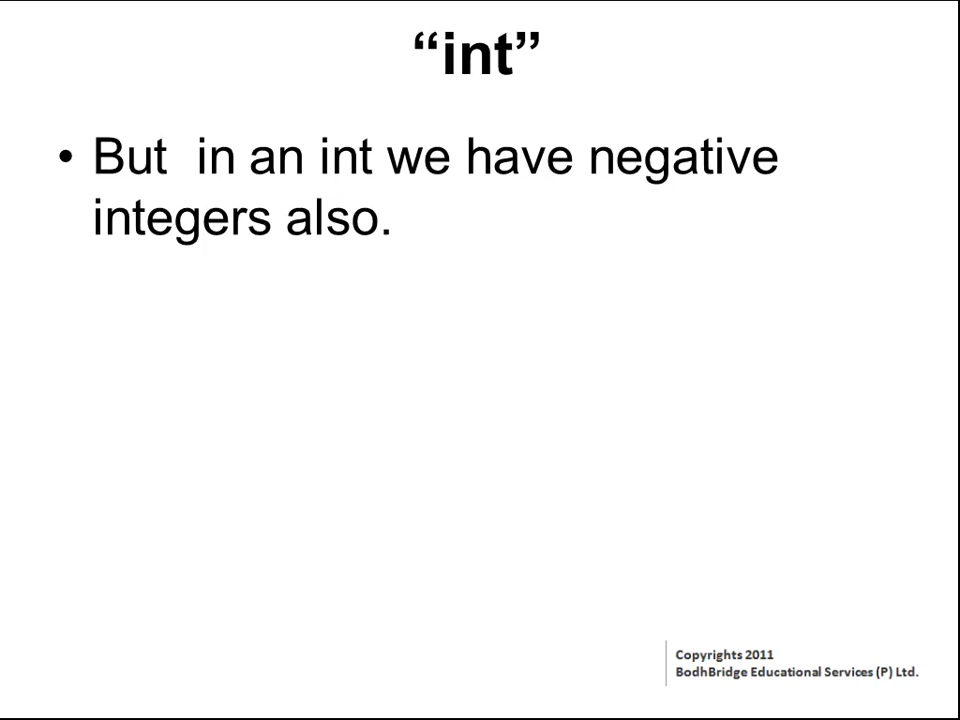 “int”
• But  in an int we have negative
integers also.
Copyrights 2011
BodhBridge Educational Services (P) Ltd.